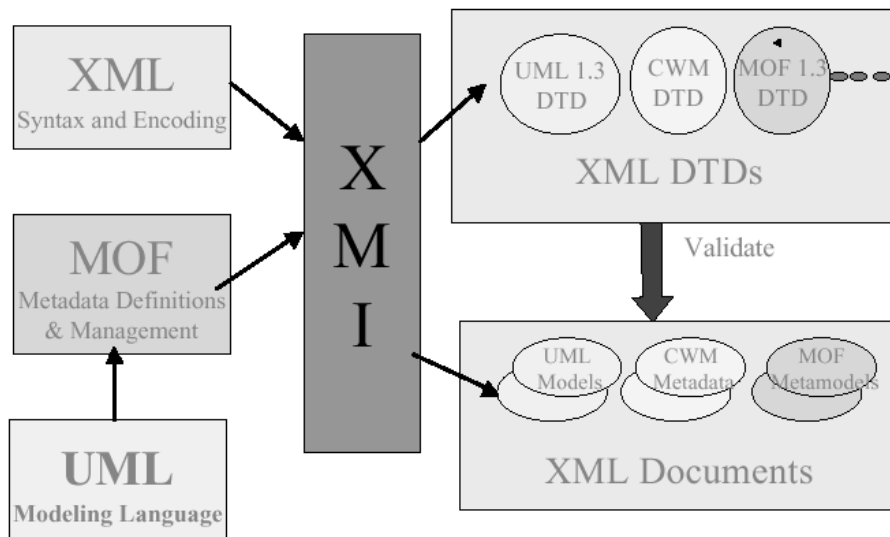 XML
Syntax and Encoding
MOF
Metadata Definitions
& Management
UML
Modeling Language
X
M
I
UML 1.3
DTD
CWM
DTD
MOF 1.3
DTD
XML DTDs
Validate
UML
Models
CWM
Metadata
MOF
Metamodels
XML Documents